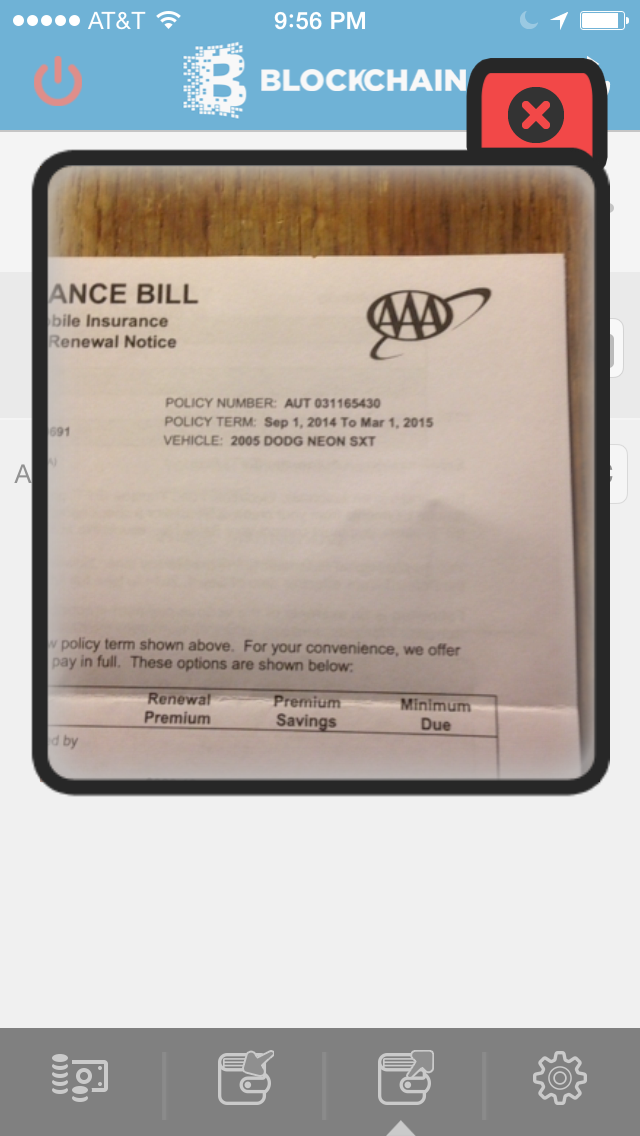 AT&T 9:56 PM
BLOCKCHAIN
ANCE BILL
bile Insurance
Renewal Notice
AAA
POLICY NUMBER: AUT 031165430
POLICY TERM: Sep 1, 2014 To Mar 1, 2015
VEHICLE: 2005 DODG NEON SXT
691
A
policy term shown above. For your convenience, we offer
pay in full. These options are shown below:
Renewal Premium Minimum
Premium Savings Due
d by